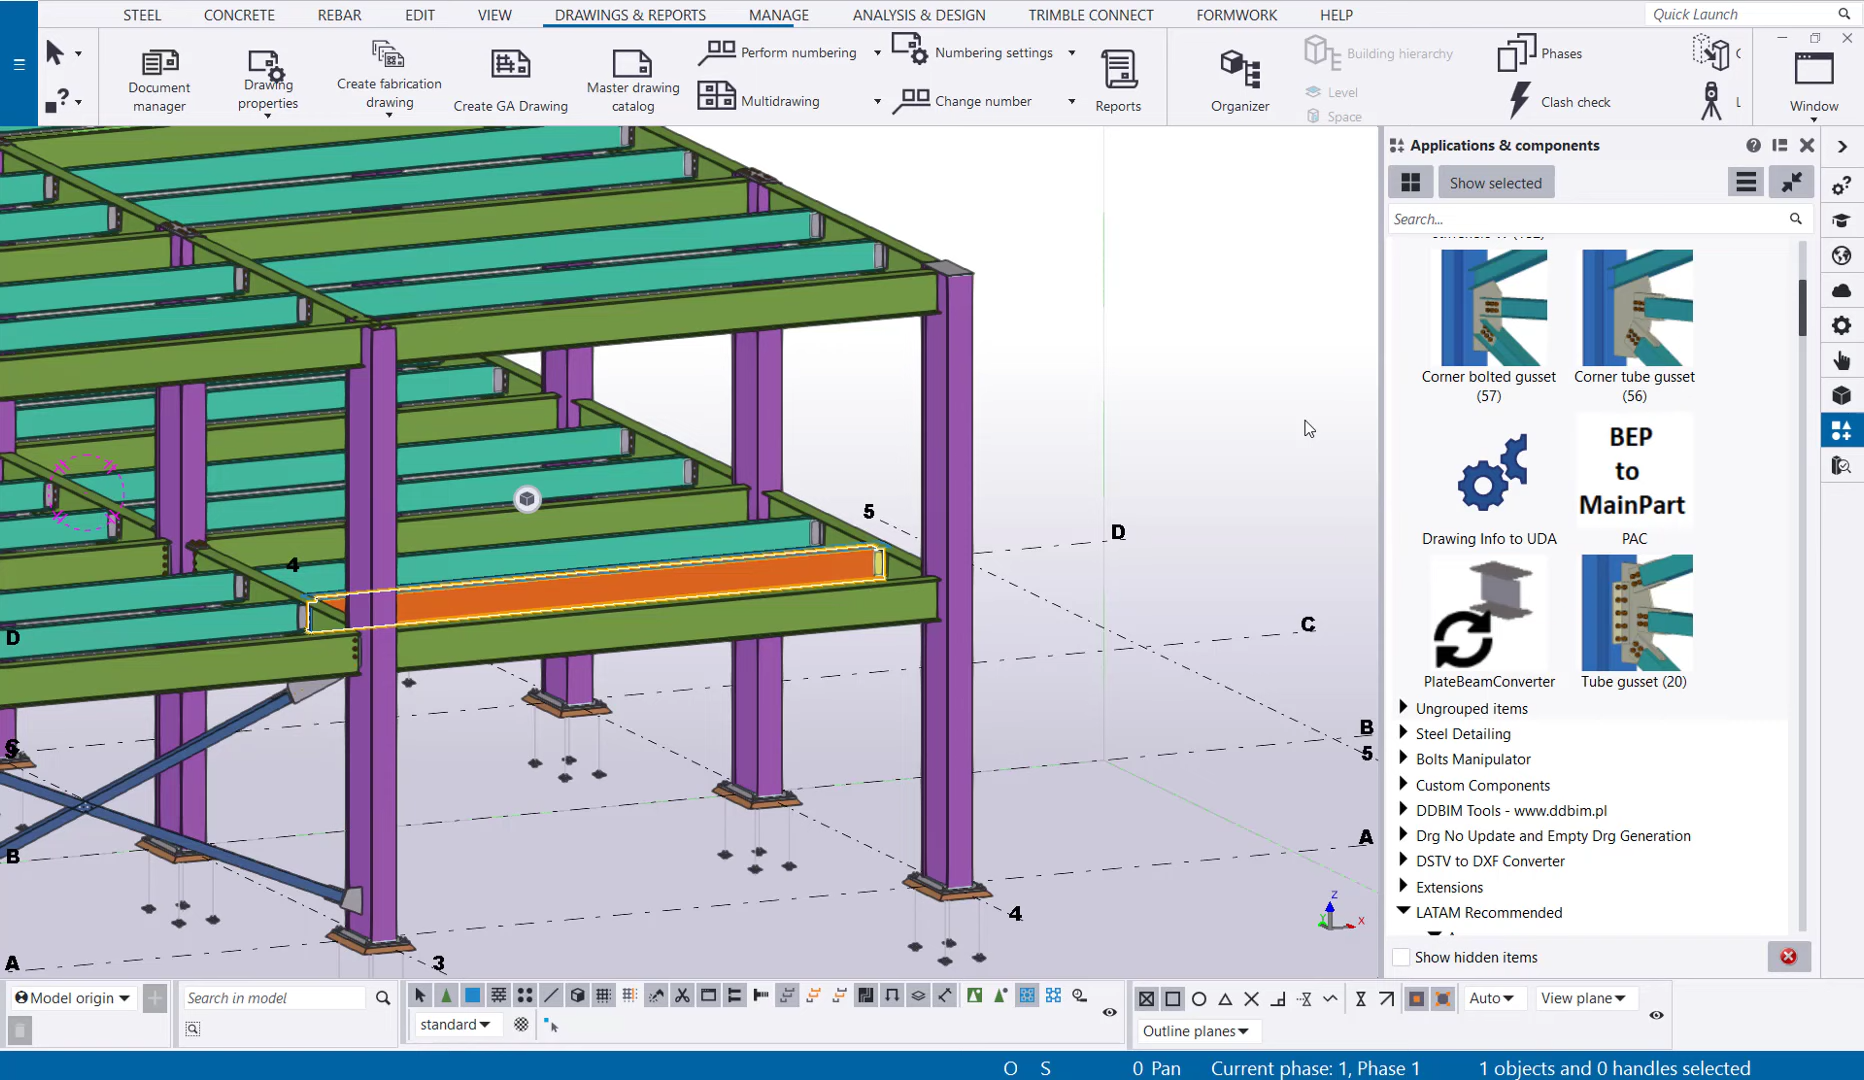 STEEL
CONCRETE
REBAR
EDIT
VIEW
DRAWINGS & REPORTS
MANAGE
ANALYSIS & DESIGN
TRIMBLE CONNECT
FORMWORK
HELP
Quick Launch
Document
manager
Drawing
properties
Create fabrication
drawing
Create GA Drawing
Master drawing
catalog
Perform numbering
Multidrawing
Numbering settings
Change number
Reports
Organizer
Building hierarchy
Level
Space
Phases
Clash check
Window
Applications & components
Show selected
Search...
Corner bolted gusset
(57)
Corner tube gusset
(56)
BEP
to
MainPart
Drawing Info to UDA
PAC
PlateBeamConverter
Tube gusset (20)
Ungrouped items
Steel Detailing
Bolts Manipulator
Custom Components
DDBIM Tools - www.ddbim.pl
Drg No Update and Empty Drg Generation
DSTV to DXF Converter
Extensions
LATAM Recommended
Show hidden items
5
D
4
C
D
B
5
B
A
4
A
3
Z
Y
X
Model origin
Search in model
standard
Auto
View plane
Outline planes
O
S
0 Pan
Current phase: 1, Phase 1
1 objects and 0 handles selected